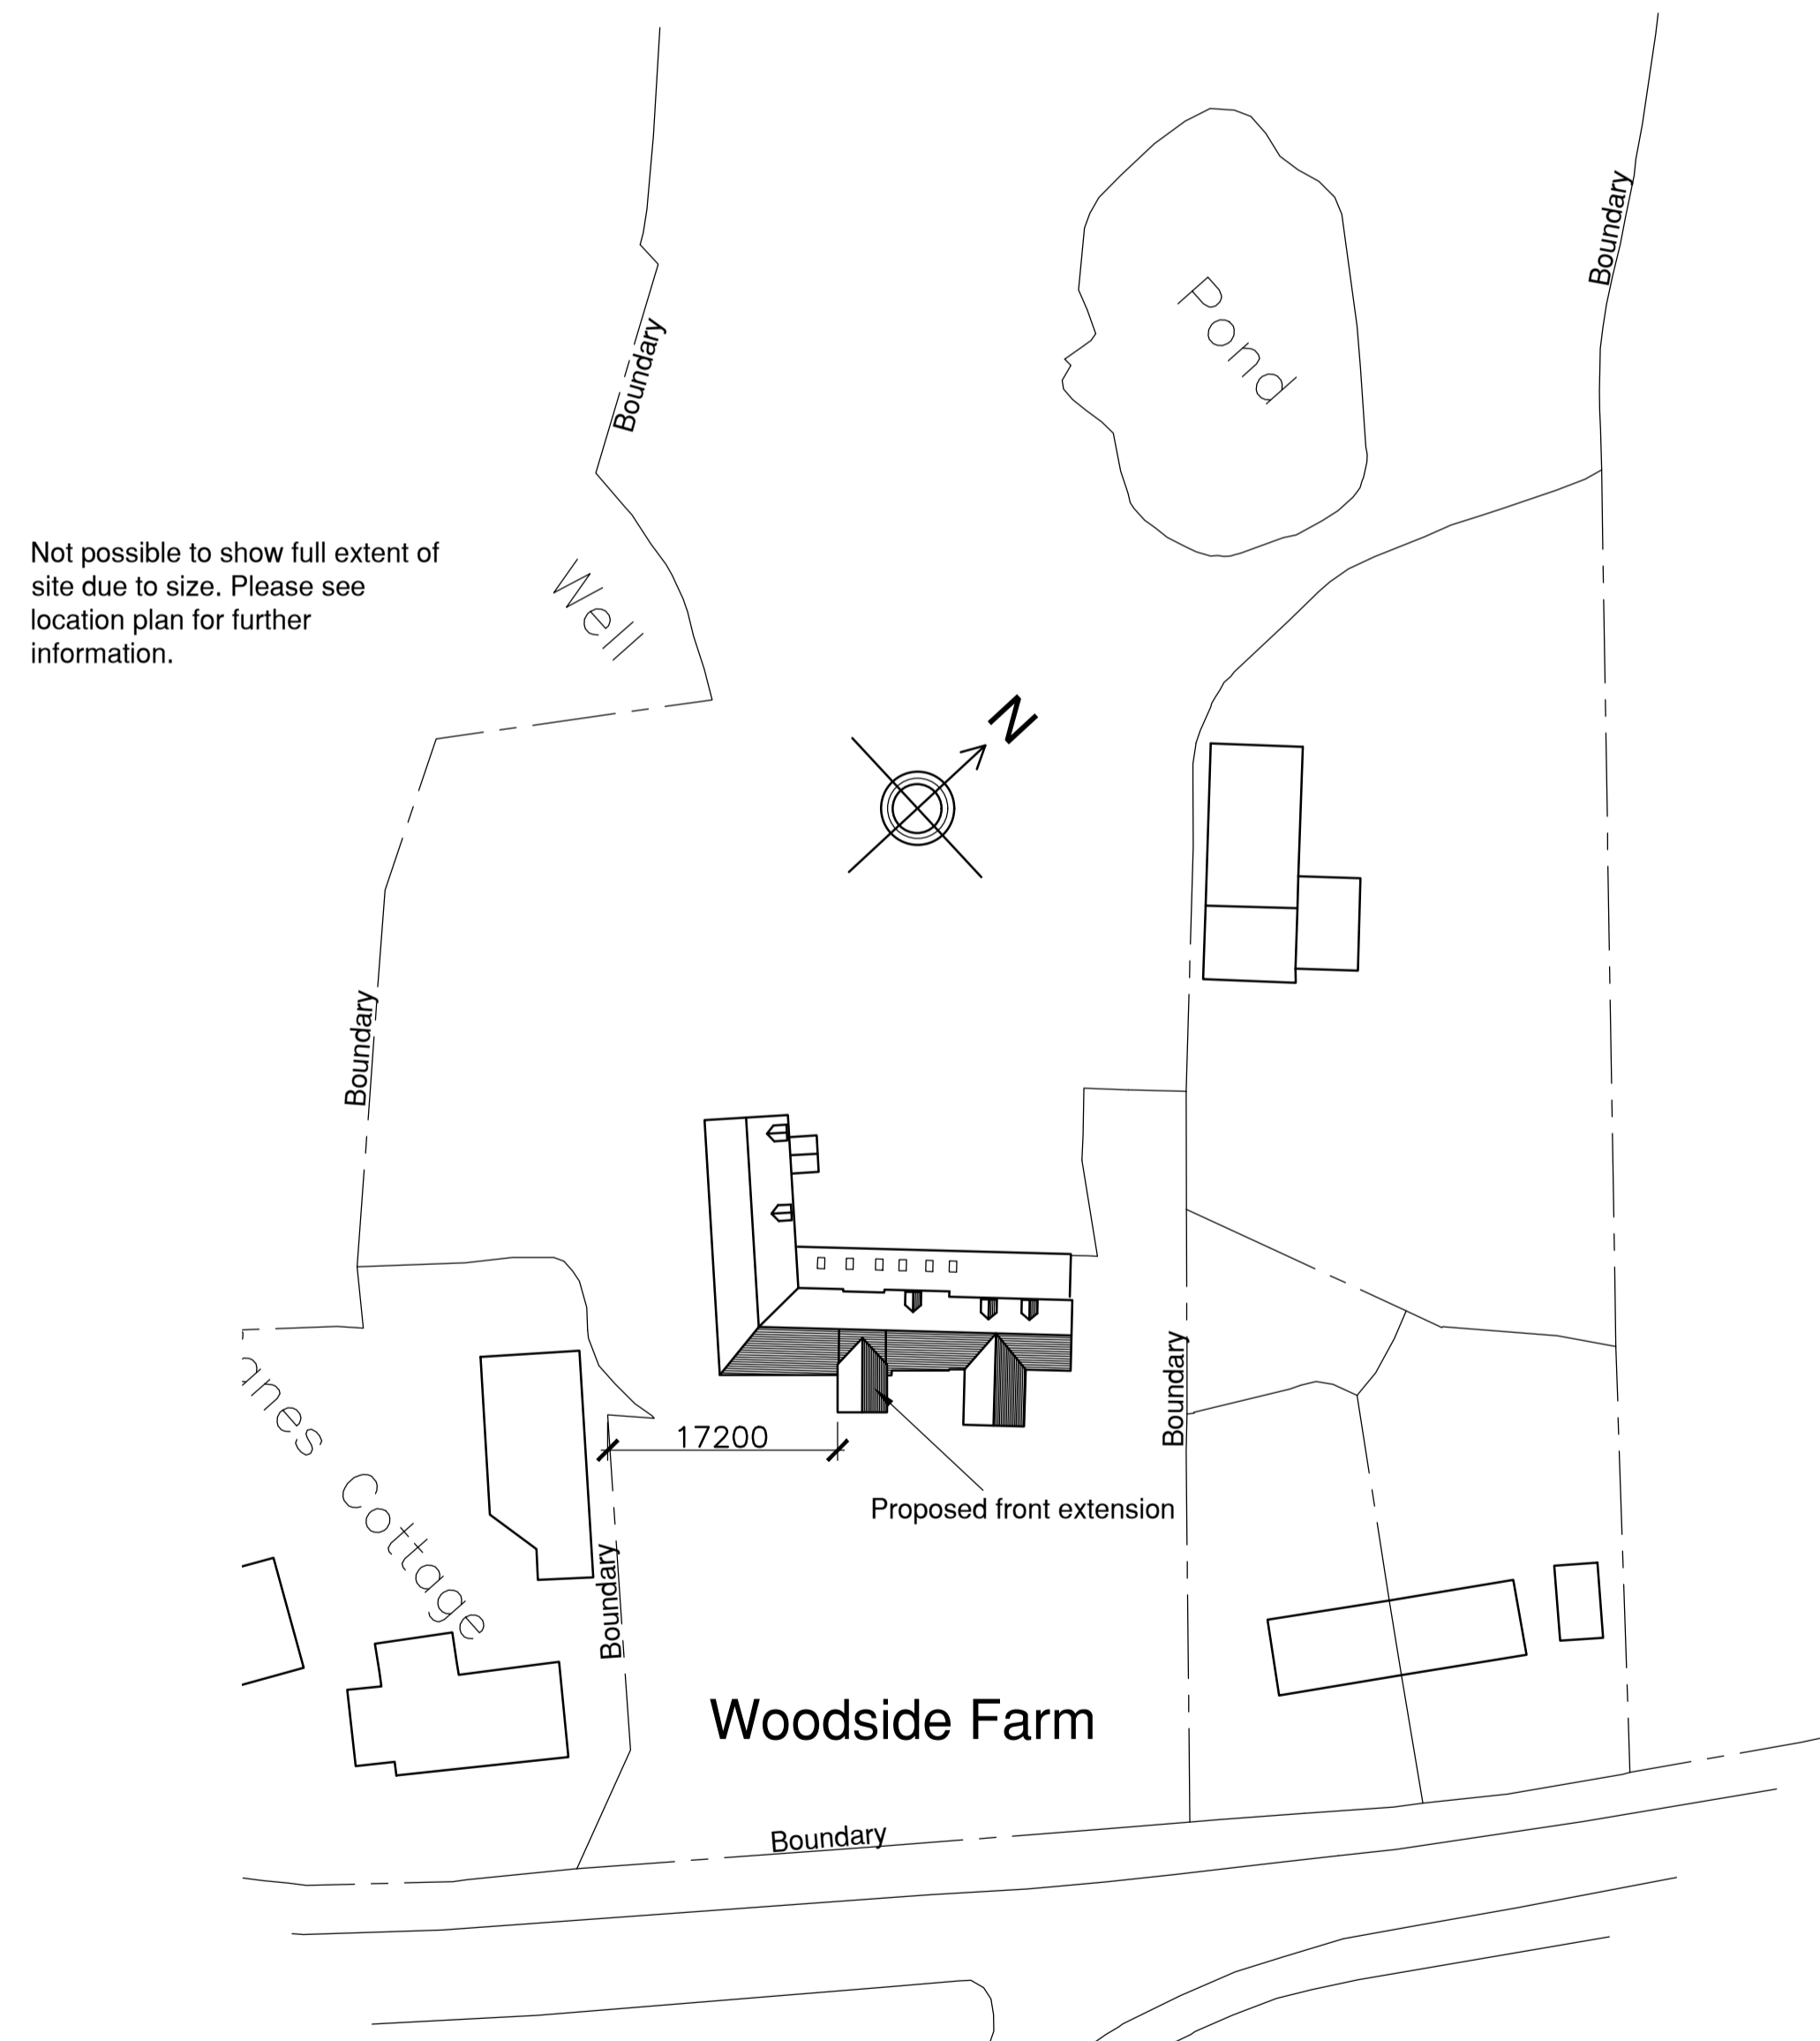 Boundary
Pond
Boundary
Not possible to show full extent of
site due to size. Please see
location plan for further
information.
Well
N
Boundary
Cottage
17200
Boundary
Proposed front extension
Boundary
Woodside Farm
Boundary